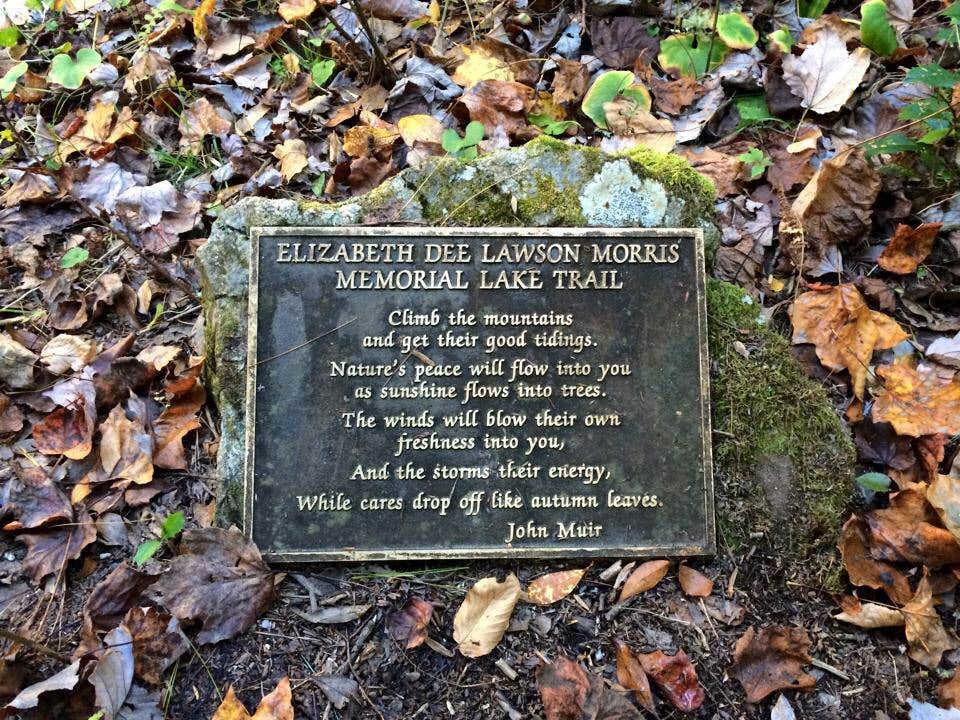 ELIZABETH DEE LAWSON MORRIS
MEMORIAL LAKE TRAIL
Climb the mountains
and get their good tidings.
Nature's peace will flow into you
as sunshine flows into trees.
The winds will blow their own
freshness into you,
And the storms their energy,
While cares drop off like autumn leaves.
John Muir